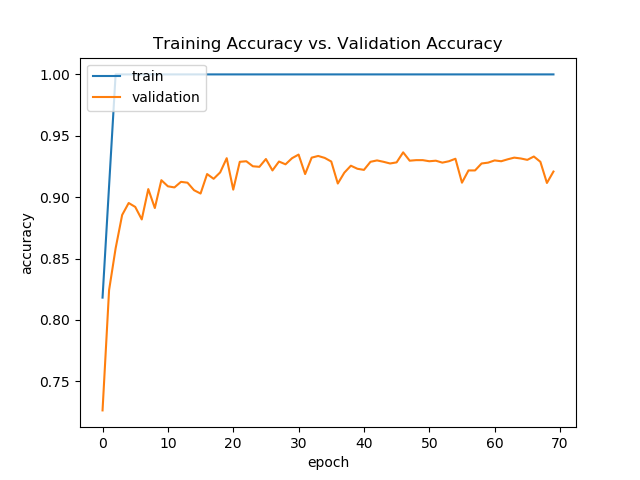 Training Accuracy vs. Validation Accuracy
train
validation
1.00
0.95
0.90
0.85
0.80
0.75
accuracy
0 10 20 30 40 50 60 70
epoch